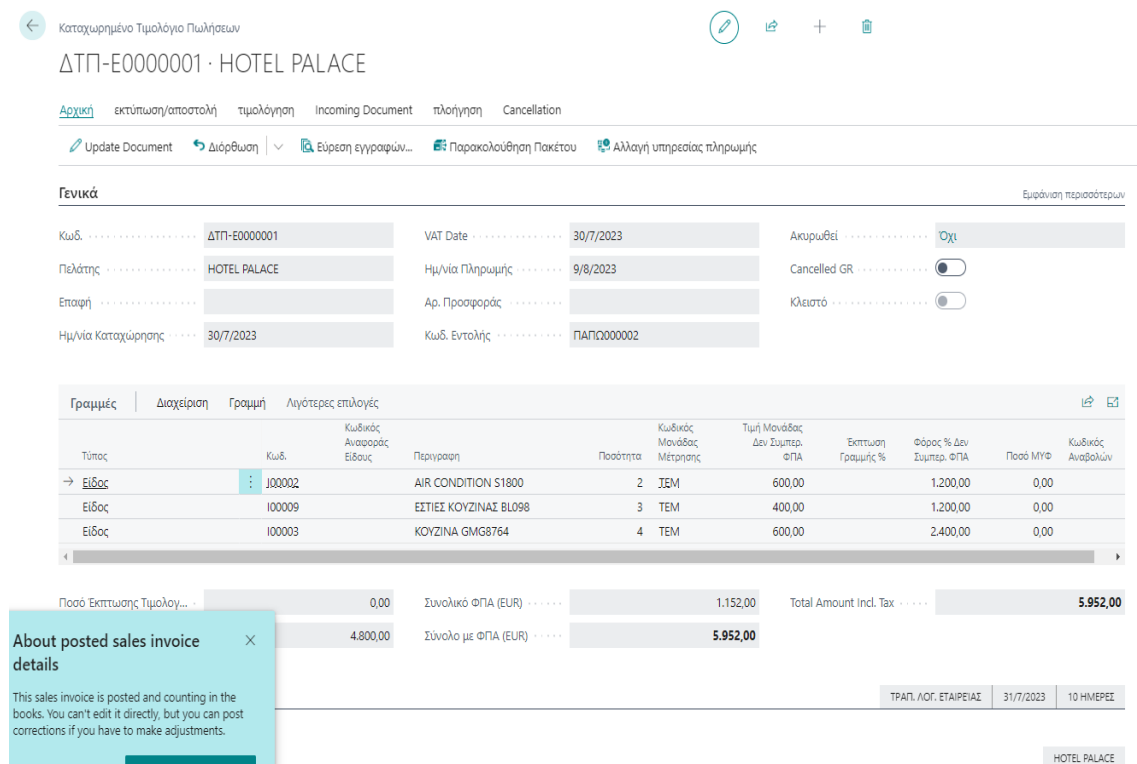 Καταχωρημένο Τιμολόγιο Πωλήσεων
ΔΤΠ-Ε0000001 · HOTEL PALACE
Αρχική εκτύπωση/αποστολή τιμολόγηση Incoming Document πλοήγηση Cancellation
Update Document Διόρθωση Εύρεση εγγραφών... Παρακολούθηση Πακέτου Αλλαγή υπηρεσίας πληρωμής
Γενικά Εμφάνιση περισσότερων
Κωδ. ΔΤΠ-Ε0000001 VAT Date 30/7/2023 Ακυρωθεί Όχι
Πελάτης HOTEL PALACE Ημ/νία Πληρωμής 9/8/2023 Cancelled GR
Επαφή Αρ. Προσφοράς Κλειστό
Ημ/νία Καταχώρησης 30/7/2023 Κωδ. Εντολής ΠΑΠΩ000002
Γραμμές Διαχείριση Γραμμή Λιγότερες επιλογές
Τύπος Κωδ. Κωδικός Αναφοράς Είδους Περιγραφη Ποσότητα Κωδικός Μονάδας Μέτρησης Τιμή Μονάδας Δεν Συμπερ. ΦΠΑ Έκπτωση Γραμμής % Φόρος % Δεν Συμπερ. ΦΠΑ Ποσό ΜΥΦ Κωδικός Αναβολών
Είδος I00002 AIR CONDITION S1800 2 ΤΕΜ 600,00 1.200,00 0,00
Είδος I00009 ΕΣΤΙΕΣ ΚΟΥΖΙΝΑΣ BL098 3 ΤΕΜ 400,00 1.200,00 0,00
Είδος I00003 ΚΟΥΖΙΝΑ GMG8764 4 ΤΕΜ 600,00 2.400,00 0,00
Ποσό Έκπτωσης Τιμολογ... 0,00 Συνολικό ΦΠΑ (EUR) 1.152,00 Total Amount Incl. Tax 5.952,00
4.800,00 Σύνολο με ΦΠΑ (EUR) 5.952,00
About posted sales invoice
details
This sales invoice is posted and counting in the
books. You can't edit it directly, but you can post
corrections if you have to make adjustments.
ΤΡΑΠ. ΛΟΓ. ΕΤΑΙΡΕΙΑΣ 31/7/2023 10 ΗΜΕΡΕΣ
HOTEL PALACE